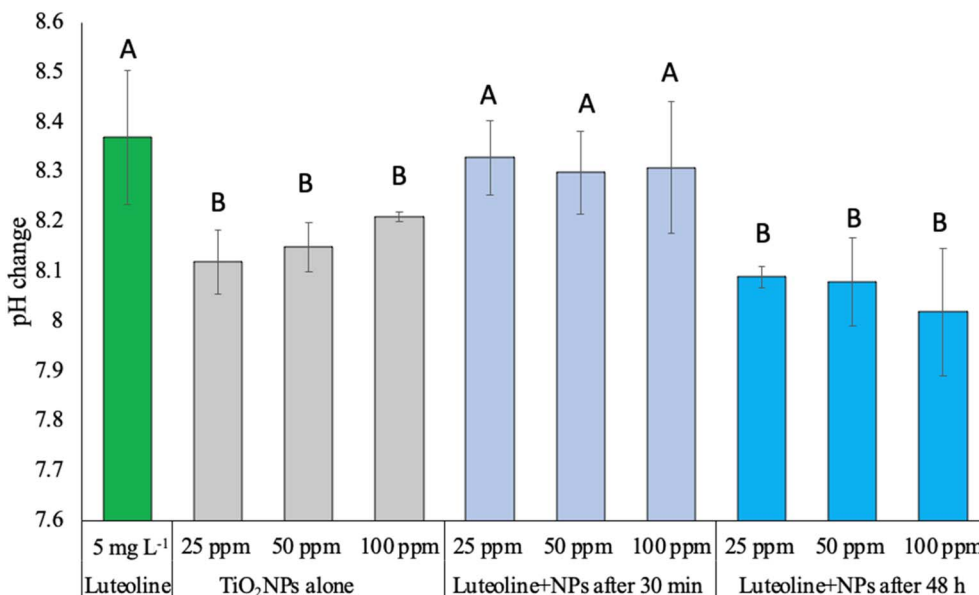 8.6
8.5
8.4
8.3
8.2
8.1
8
7.9
7.8
7.7
7.6
pH change
A
B
B
B
A
A
A
B
B
B
5 mg L⁻¹ 25 ppm 50 ppm 100 ppm 25 ppm 50 ppm 100 ppm 25 ppm 50 ppm 100 ppm
Luteoline TiO₂NPs alone Luteoline+NPs after 30 min Luteoline+NPs after 48 h